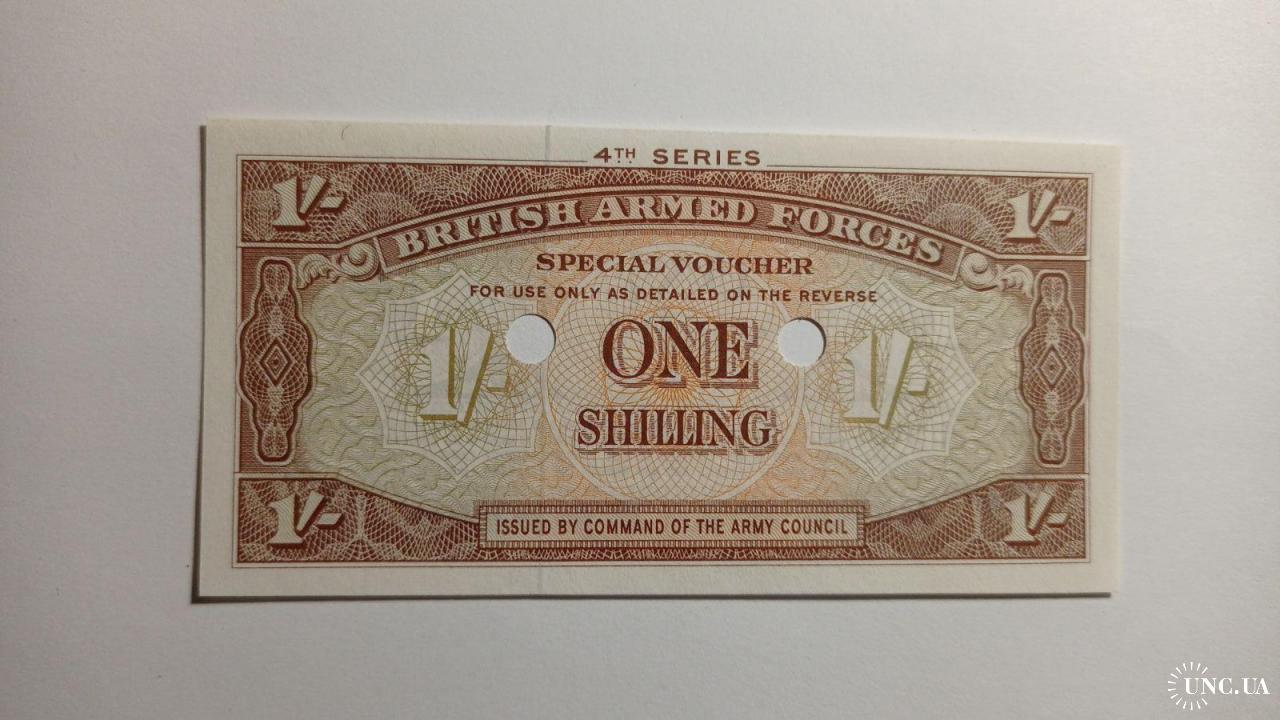 4TH SERIES
1/- 1/-
BRITISH ARMED FORCES
SPECIAL VOUCHER
FOR USE ONLY AS DETAILED ON THE REVERSE
1/- ONE 1/-
SHILLING
1/- 1/-
ISSUED BY COMMAND OF THE ARMY COUNCIL
UNC.UA